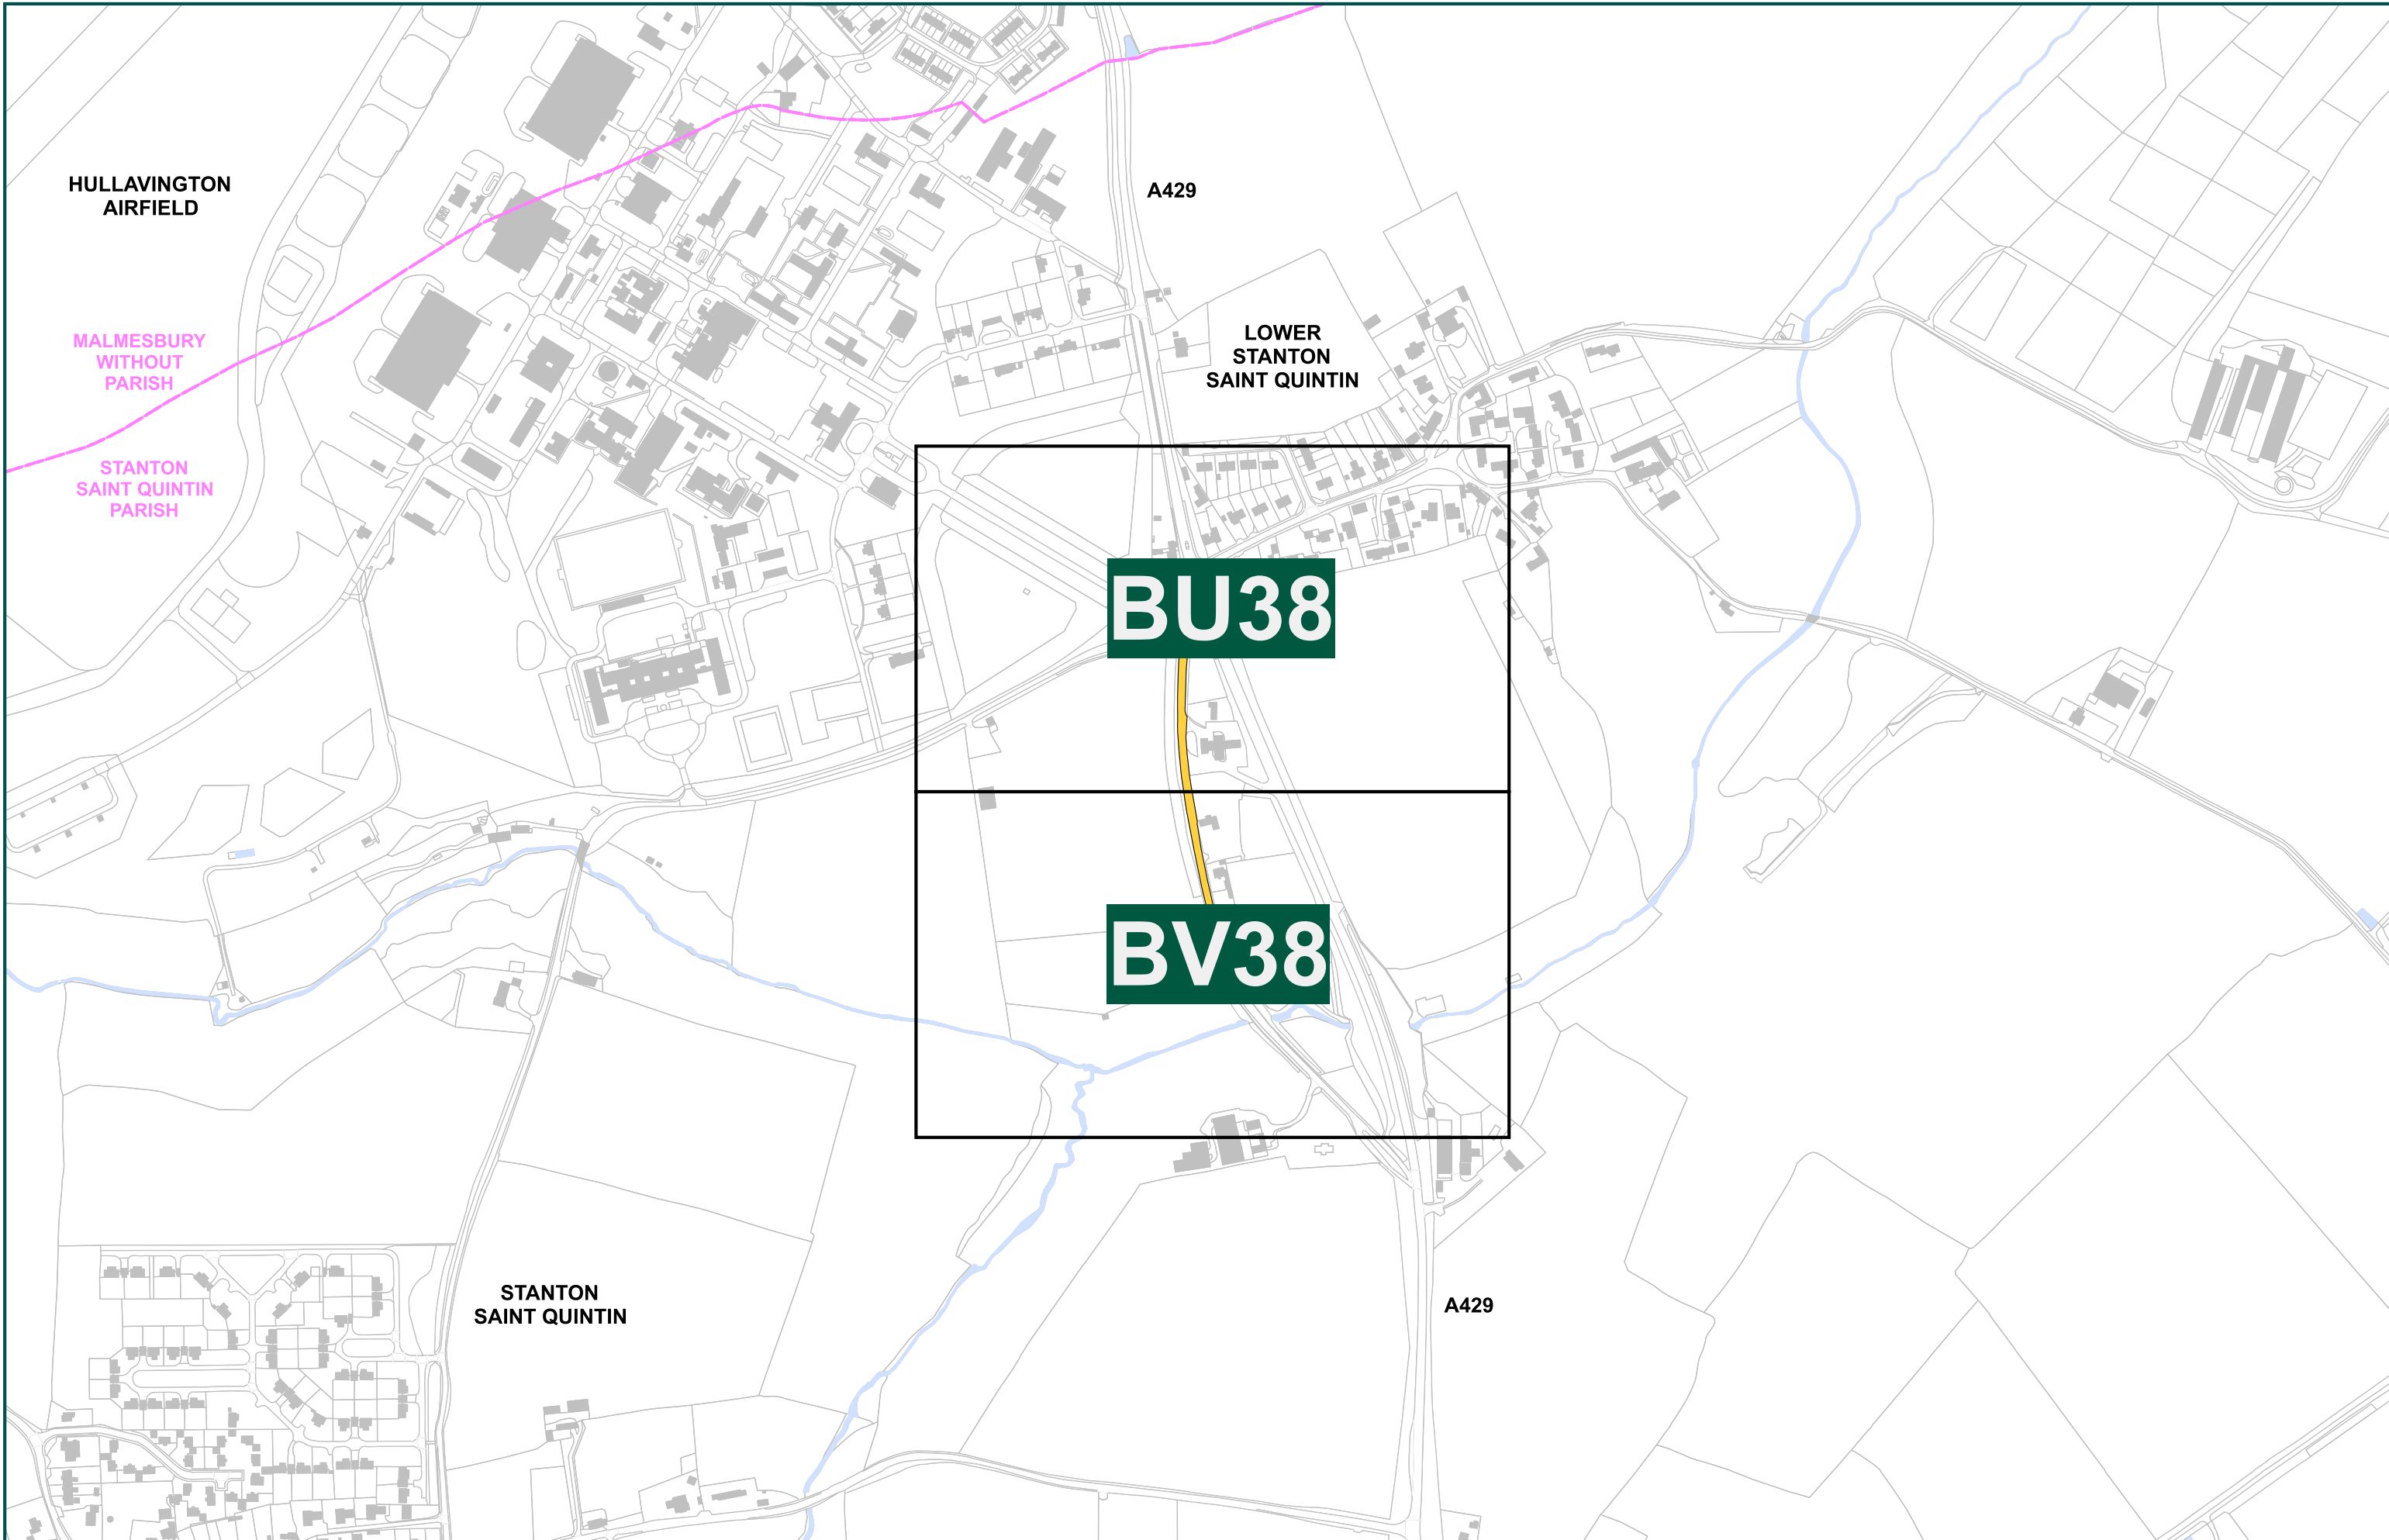 HULLAVINGTON
AIRFIELD
A429
MALMESBURY
WITHOUT
PARISH
LOWER
STANTON
SAINT QUINTIN
STANTON
SAINT QUINTIN
PARISH
BU38
BV38
STANTON
SAINT QUINTIN
A429